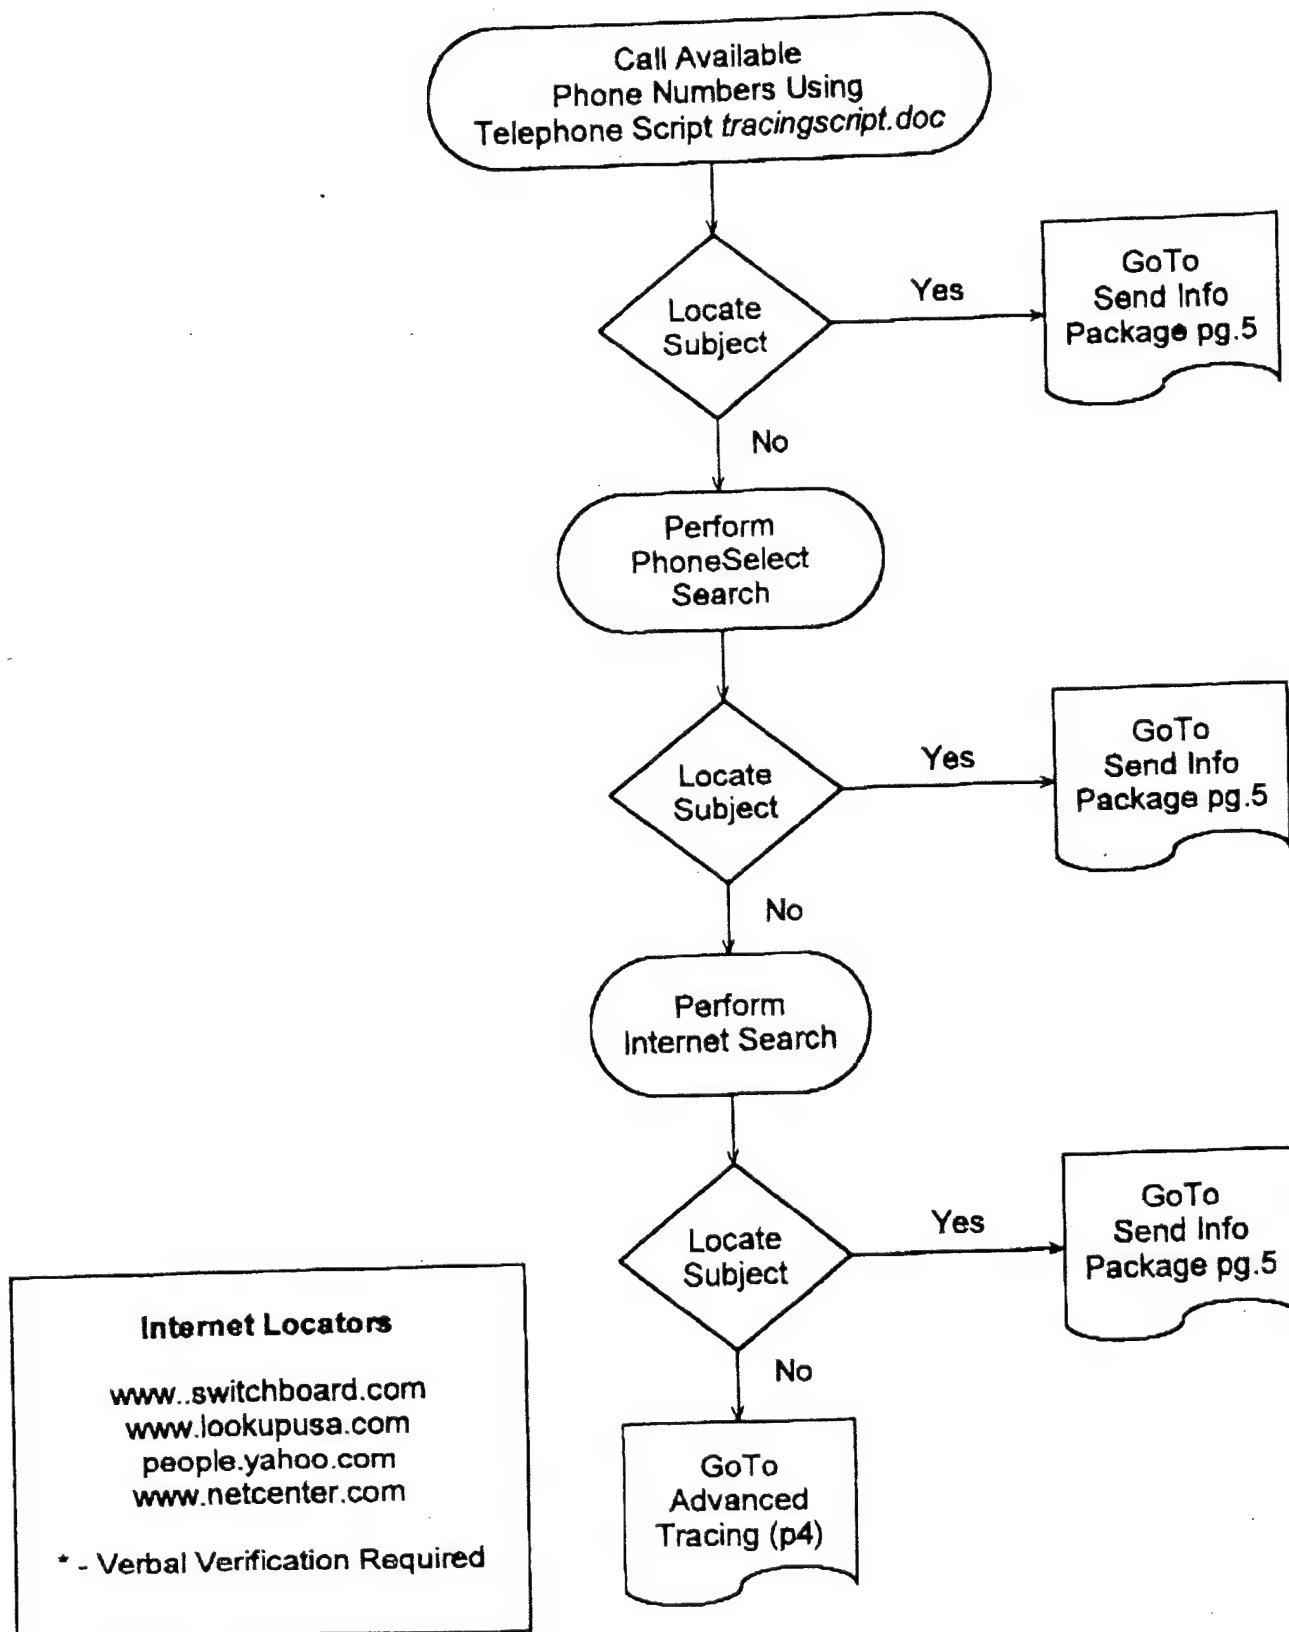 Call Available
Phone Numbers Using
Telephone Script tracingscript.doc
Locate
Subject
Yes
GoTo
Send Info
Package pg.5
No
Perform
PhoneSelect
Search
Locate
Subject
Yes
GoTo
Send Info
Package pg.5
No
Perform
Internet Search
Locate
Subject
Yes
GoTo
Send Info
Package pg.5
No
GoTo
Advanced
Tracing (p4)
Internet Locators
www..switchboard.com
www.lookupusa.com
people.yahoo.com
www.netcenter.com
* - Verbal Verification Required